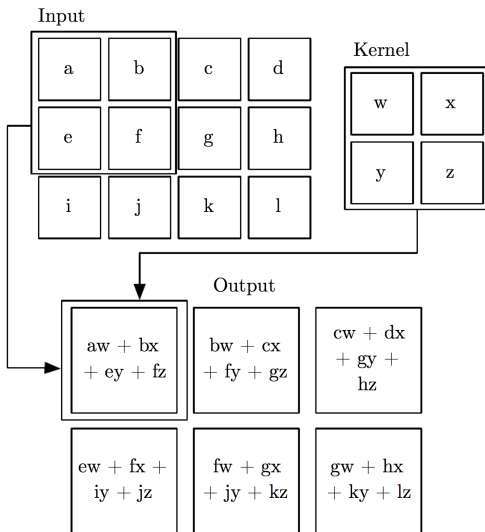 Input
a b c d
Kernel
w x
e f g h
y z
i j k l
Output
aw + bx
+ ey + fz
bw + cx
+ fy + gz
cw + dx
+ gy +
hz
ew + fx +
iy + jz
fw + gx
+ jy + kz
gw + hx
+ ky + lz